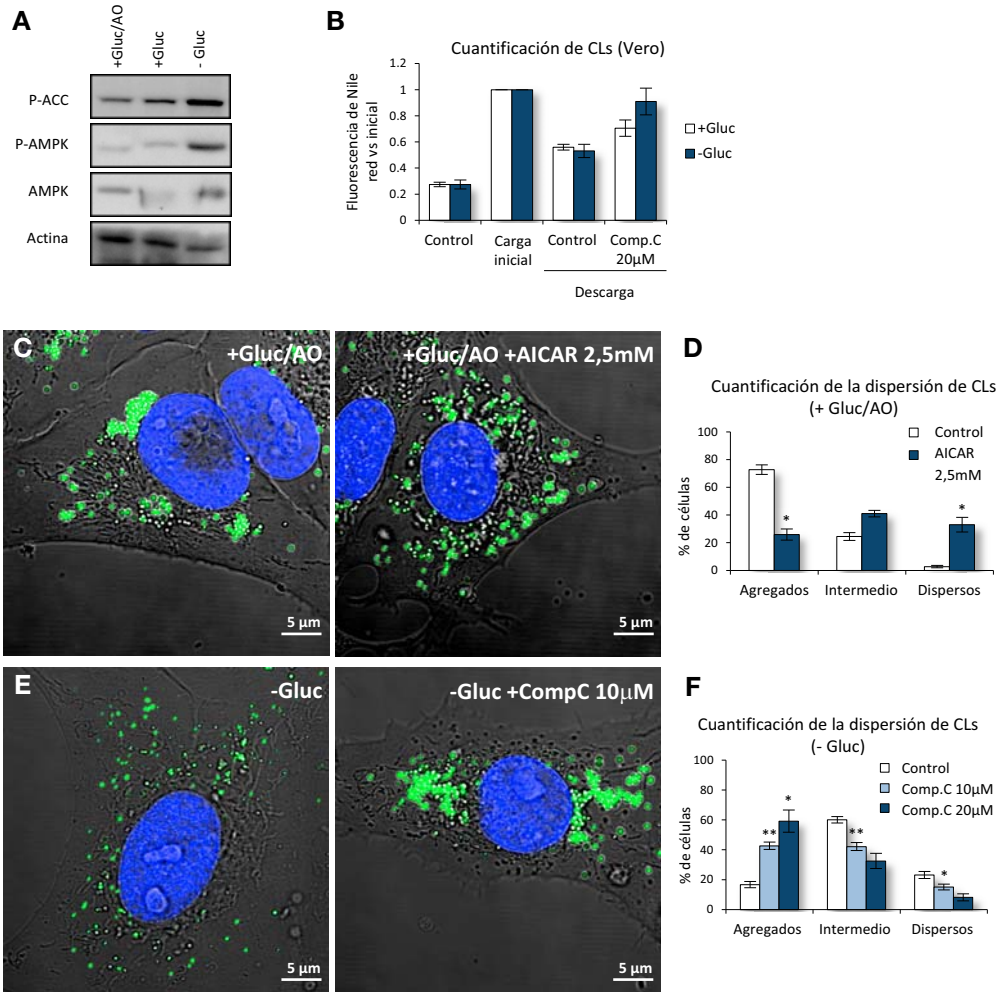 A
+Gluc/AO
+Gluc
- Gluc
P-ACC
P-AMPK
AMPK
Actina
B
Cuantificación de CLs (Vero)
Fluorescencia de Nile
red vs inicial
1.2
1
0.8
0.6
0.4
0.2
0
Control
Carga
inicial
Control
Comp.C
20µM
Descarga
+Gluc
-Gluc
C
+Gluc/AO
5 µm
+Gluc/AO +AICAR 2,5mM
5 µm
D
Cuantificación de la dispersión de CLs
(+ Gluc/AO)
% de células
100
80
60
40
20
0
Control
AICAR
2,5mM
*
*
Agregados
Intermedio
Dispersos
E
-Gluc
5 µm
-Gluc +CompC 10µM
5 µm
F
Cuantificación de la dispersión de CLs
(- Gluc)
% de células
100
80
60
40
20
0
Control
Comp.C 10µM
Comp.C 20µM
**
*
**
*
Agregados
Intermedio
Dispersos